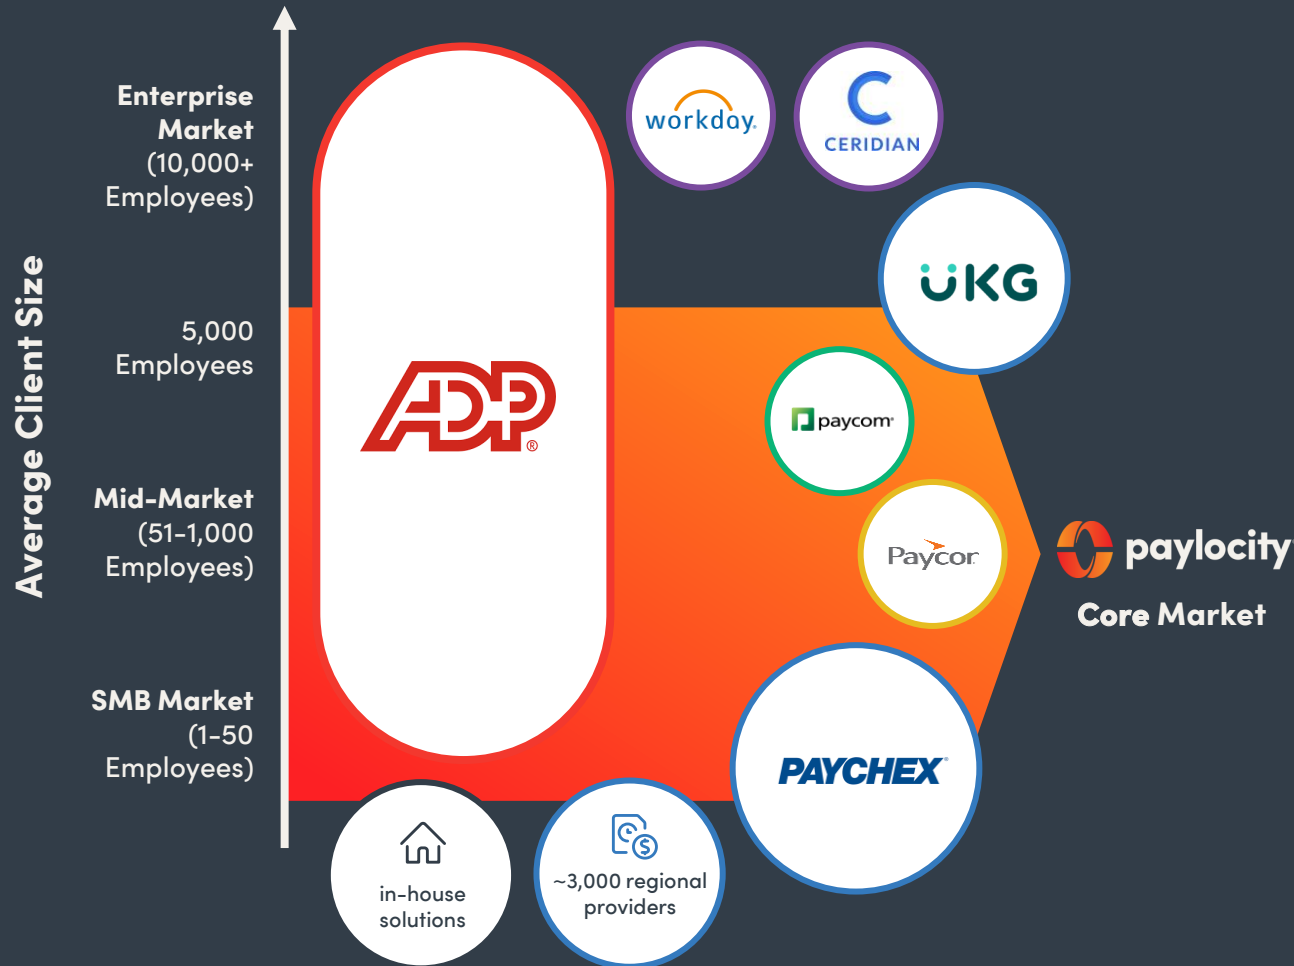 Average Client Size
Enterprise
Market
(10,000+
Employees)
5,000
Employees
Mid-Market
(51-1,000
Employees)
SMB Market
(1-50
Employees)
ADP®
workday.
C
CERIDIAN
UKG
paycom®
Paycor
PAYCHEX®
in-house
solutions
$
~3,000 regional
providers
paylocity
Core Market